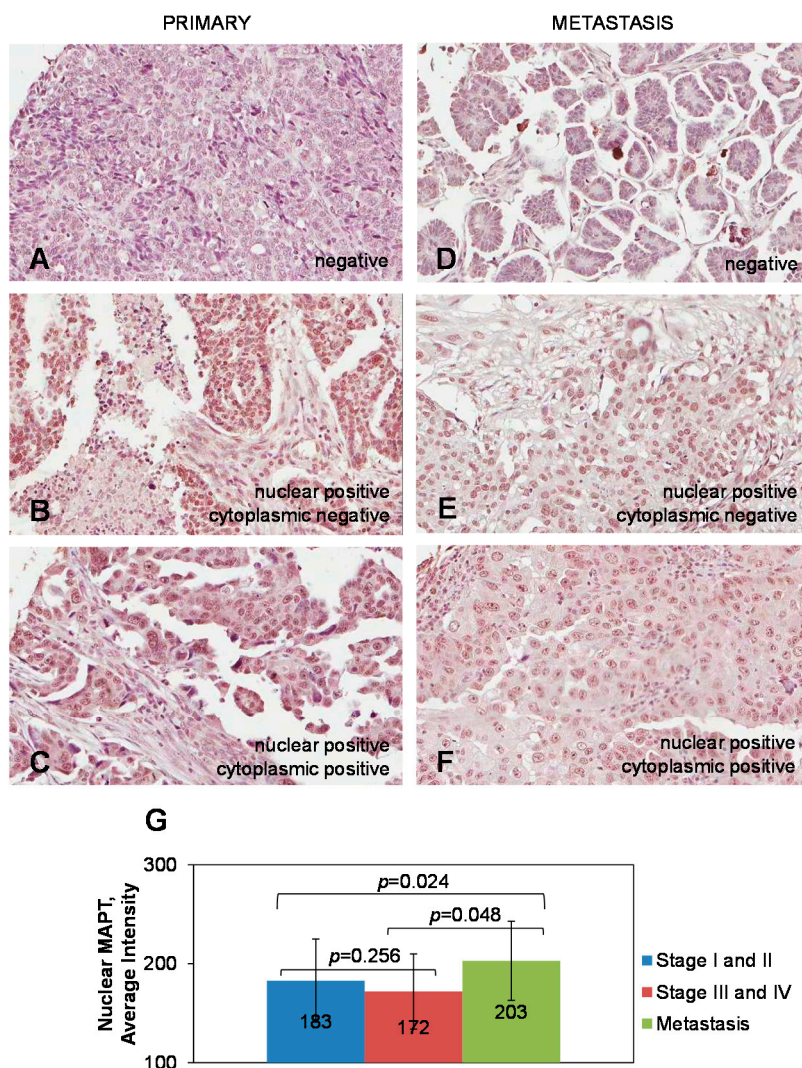 PRIMARY
METASTASIS
A
negative
D
negative
B
nuclear positive
cytoplasmic negative
E
nuclear positive
cytoplasmic negative
C
nuclear positive
cytoplasmic positive
F
nuclear positive
cytoplasmic positive
G
Nuclear MAPT,
Average Intensity
300
200
100
p=0.024
p=0.048
p=0.256
183
172
203
Stage I and II
Stage III and IV
Metastasis